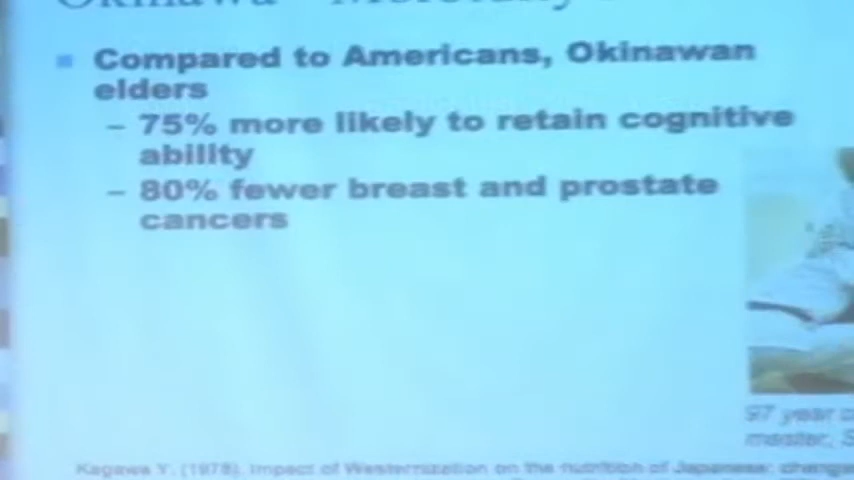 Okinawa
Compared to Americans, Okinawan
elders
– 75% more likely to retain cognitive
ability
– 80% fewer breast and prostate
cancers
97 year
master,
Kagawa Y. (1978). Impact of Westernization on the nutrition of Japanese: